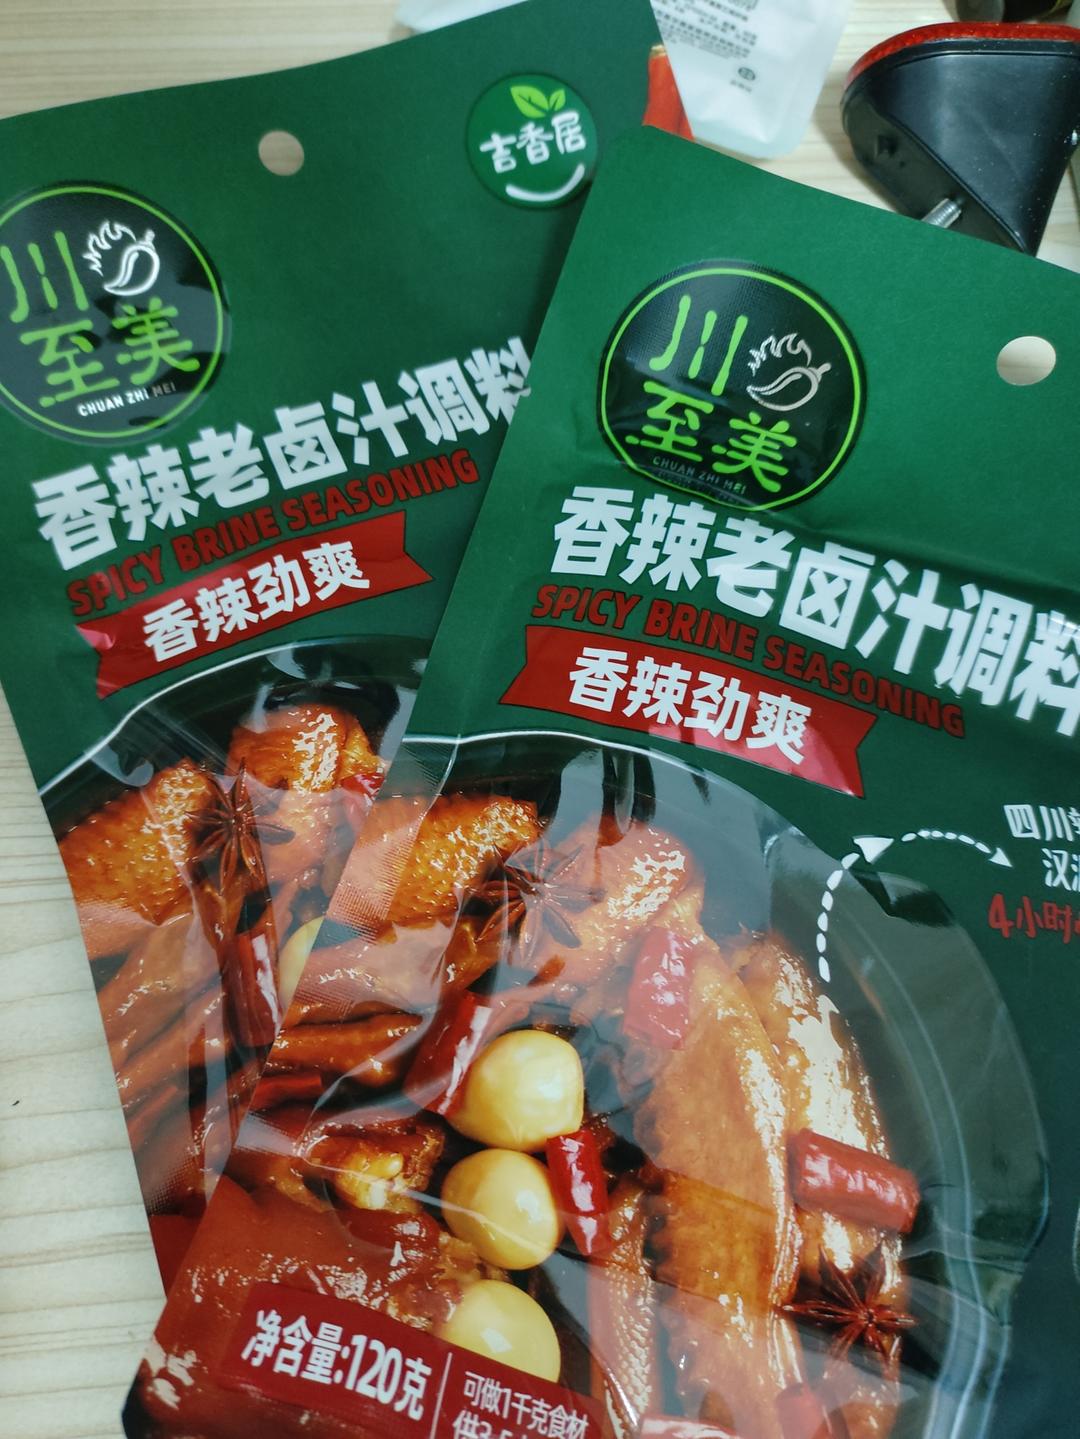 吉香居
川
至美
CHUAN ZHI MEI
香辣老卤汁调料
SPICY BRINE SEASONING
香辣劲爽
川
至美
CHUAN ZHI MEI
香辣老卤汁调料
SPICY BRINE SEASONING
香辣劲爽
四川
汉
4小时
净含量:120克
可做1千克食材
供3-5